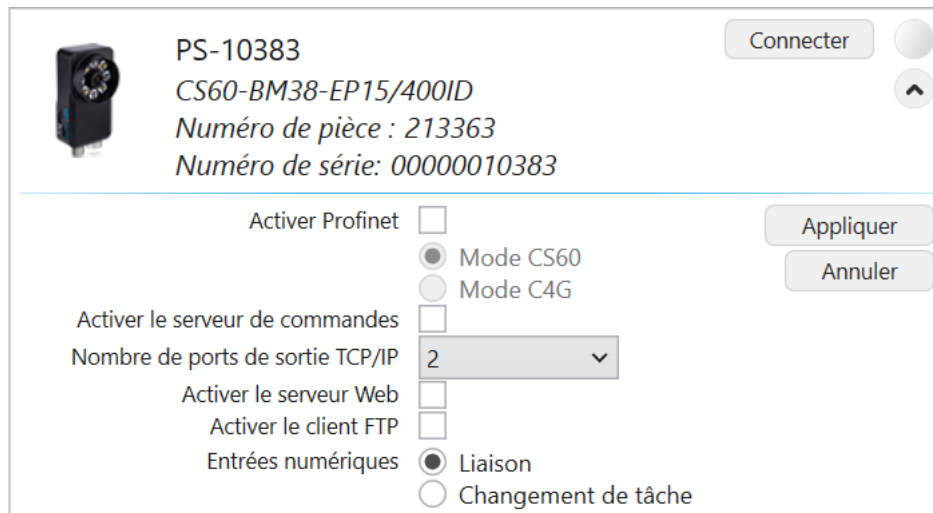 PS-10383
Connecter
CS60-BM38-EP15/400ID
Numéro de pièce : 213363
Numéro de série: 00000010383
Activer Profinet
Appliquer
Mode CS60
Annuler
Mode C4G
Activer le serveur de commandes
Nombre de ports de sortie TCP/IP 2
Activer le serveur Web
Activer le client FTP
Entrées numériques Liaison
Changement de tâche